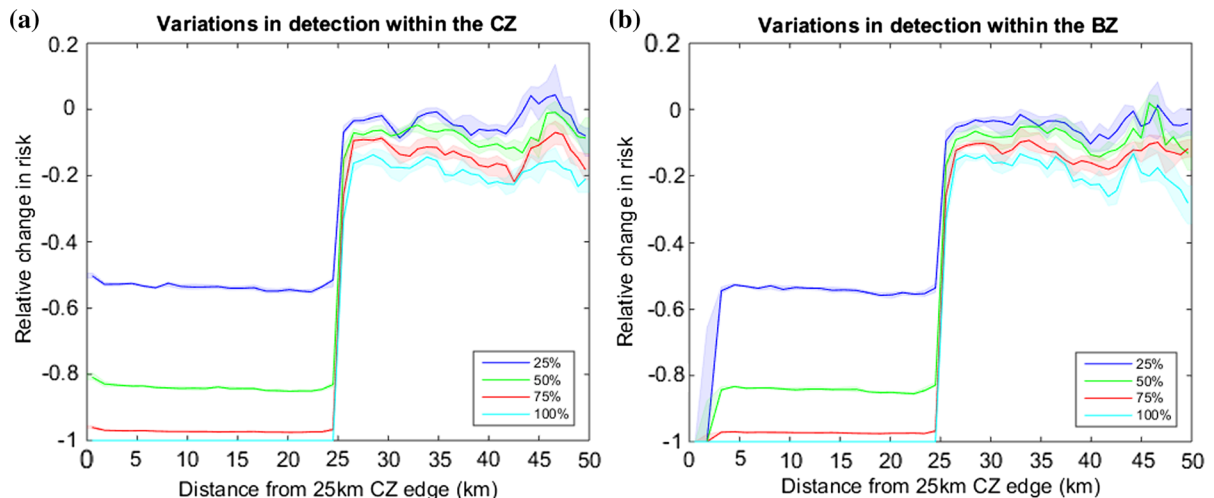 (a)
Variations in detection within the CZ
0.2
0
-0.2
-0.4
-0.6
-0.8
-1
Relative change in risk
0 5 10 15 20 25 30 35 40 45 50
Distance from 25km CZ edge (km)
25%
50%
75%
100%
(b)
Variations in detection within the BZ
0.2
0
-0.2
-0.4
-0.6
-0.8
-1
Relative change in risk
0 5 10 15 20 25 30 35 40 45 50
Distance from 25km CZ edge (km)
25%
50%
75%
100%